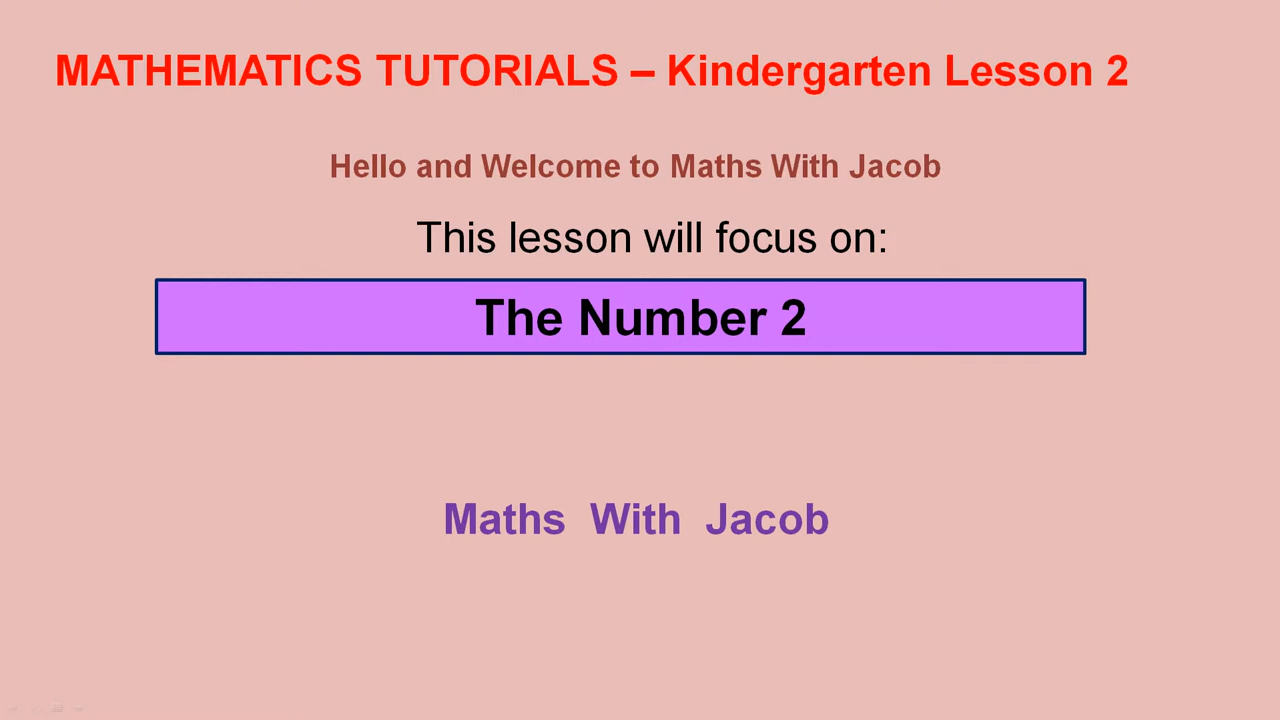 MATHEMATICS TUTORIALS – Kindergarten Lesson 2
Hello and Welcome to Maths With Jacob
This lesson will focus on:
The Number 2
Maths With Jacob